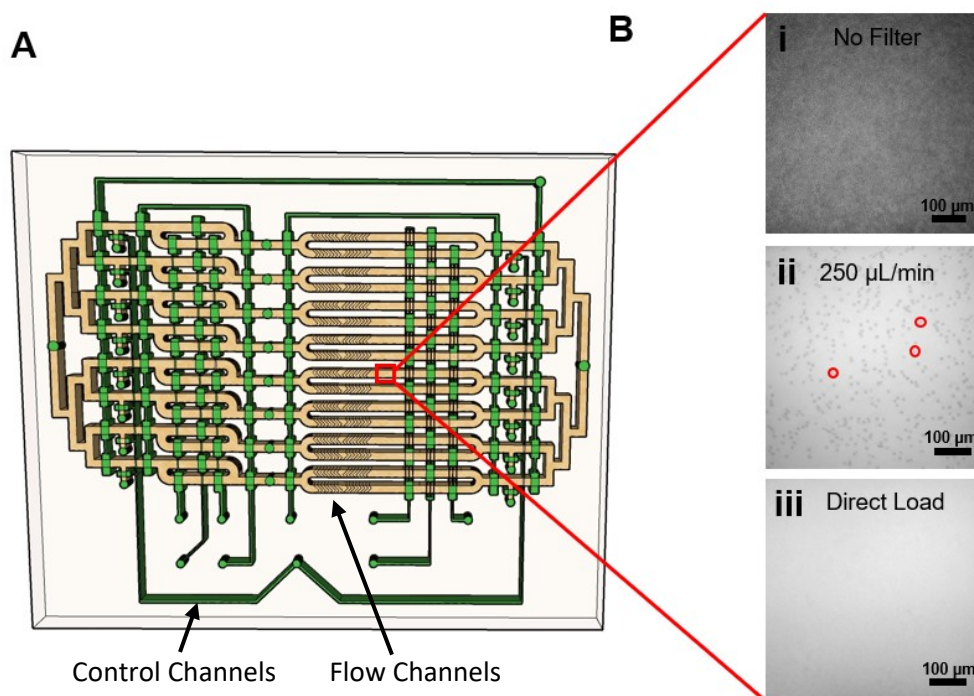 A
B
i
No Filter
100 µm
ii
250 µL/min
100 µm
iii
Direct Load
100 µm
Control Channels
Flow Channels